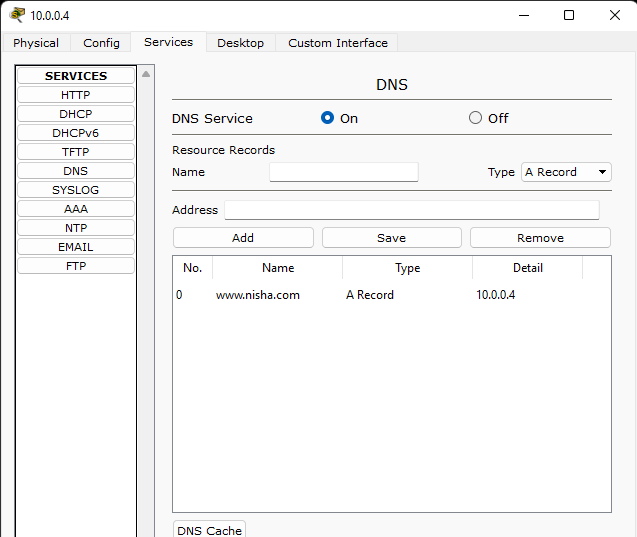 10.0.0.4
Physical Config Services Desktop Custom Interface
SERVICES
HTTP
DHCP
DHCPv6
TFTP
DNS
SYSLOG
AAA
NTP
EMAIL
FTP
DNS
DNS Service On Off
Resource Records
Name Type A Record
Address
Add Save Remove
No. Name Type Detail
0 www.nisha.com A Record 10.0.0.4
DNS Cache